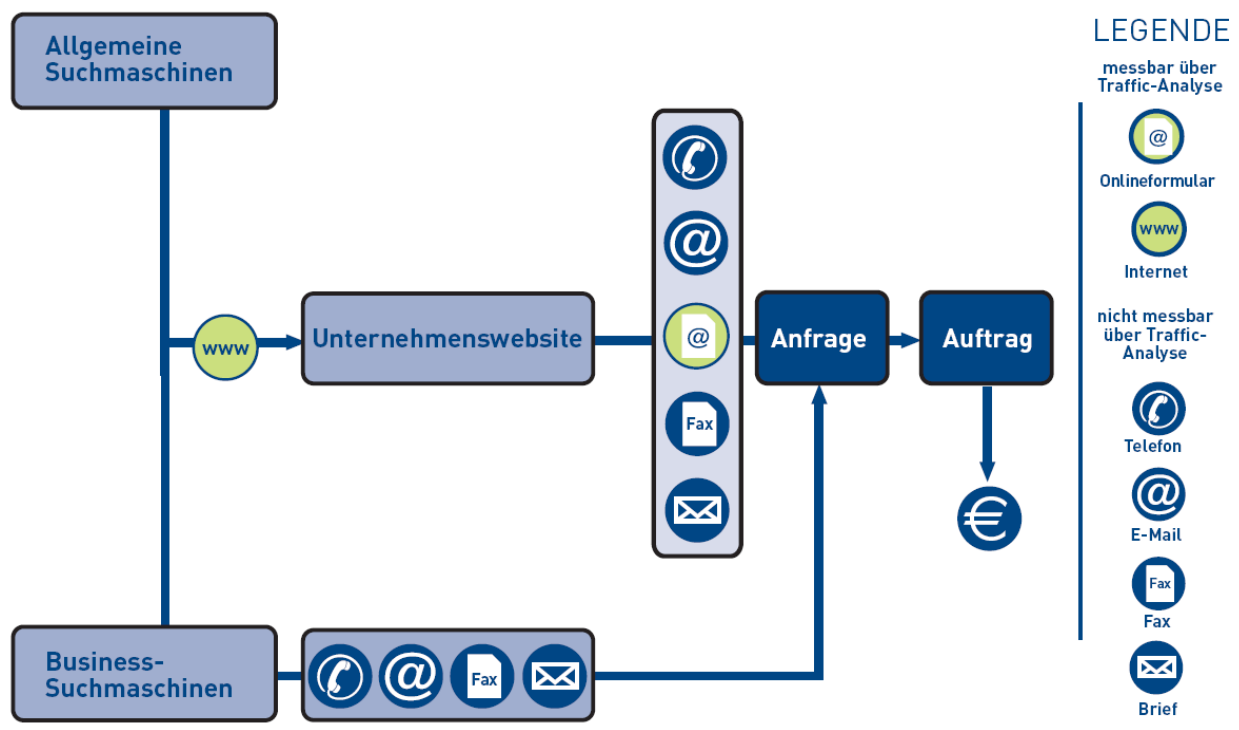 Allgemeine
Suchmaschinen
www
Unternehmenswebsite
@
@
Fax
Anfrage
Auftrag
€
Business-
Suchmaschinen
@
Fax
LEGENDE
messbar über
Traffic-Analyse
@
Onlineformular
www
Internet
nicht messbar
über Traffic-
Analyse
Telefon
@
E-Mail
Fax
Fax
Brief